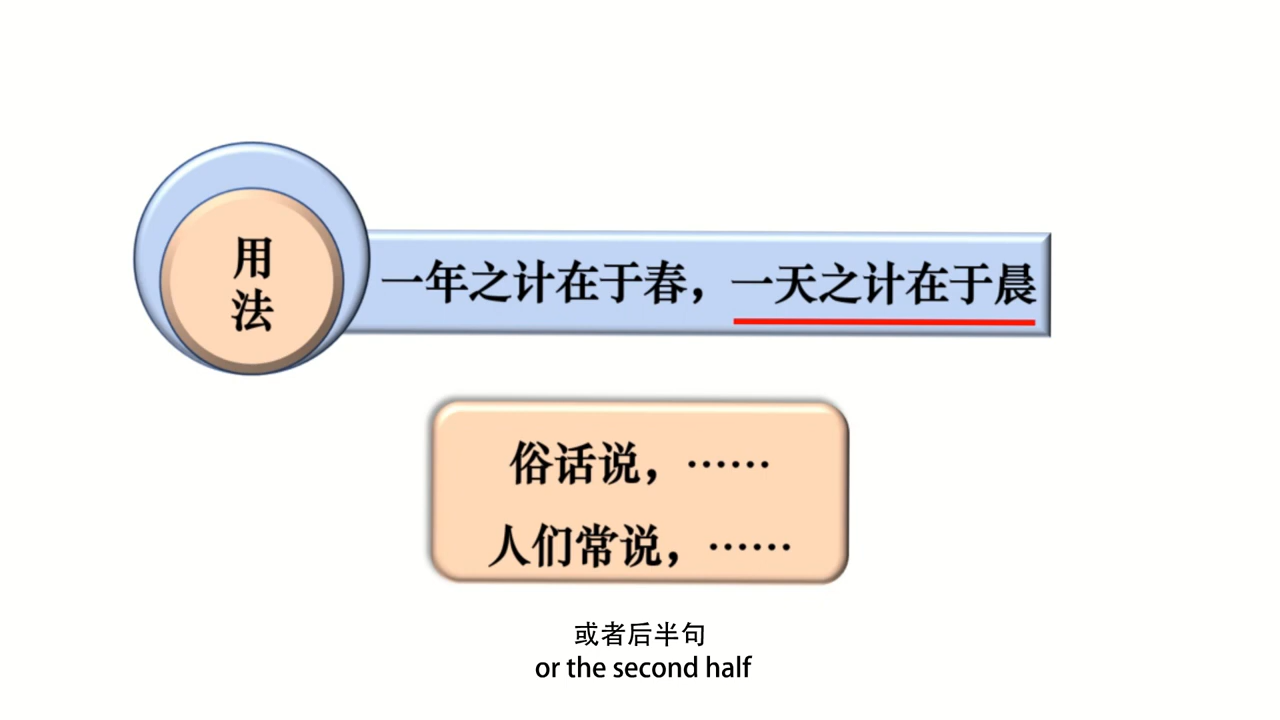 用
法
一年之计在于春，一天之计在于晨
俗话说，……
人们常说，……
或者后半句
or the second half